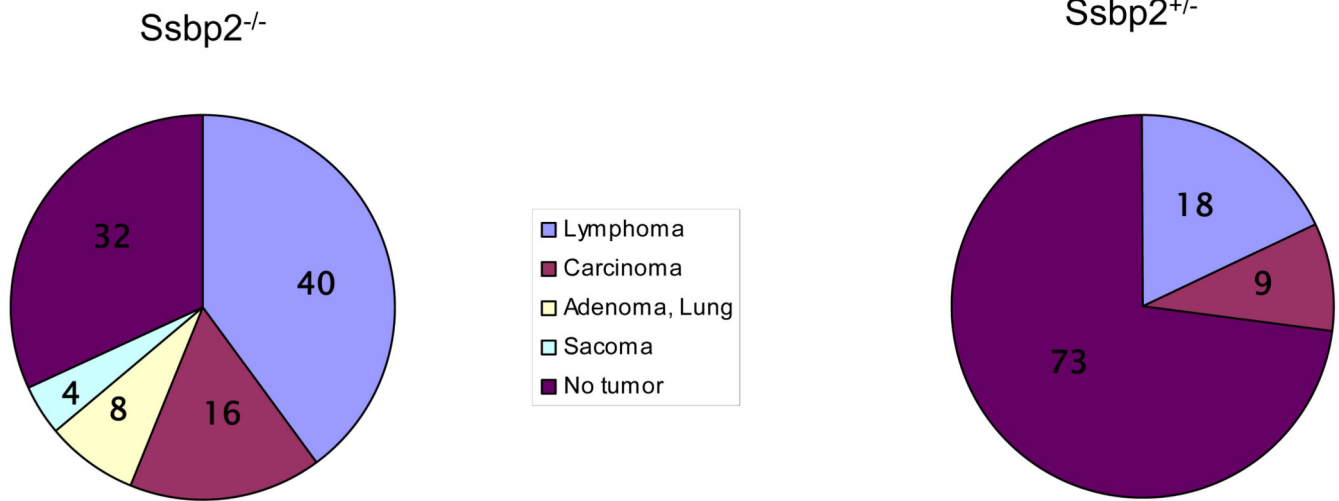 Ssbp2-/-
Ssbp2+/-
32
40
4
8
16
Lymphoma
Carcinoma
Adenoma, Lung
Sacoma
No tumor
18
9
73